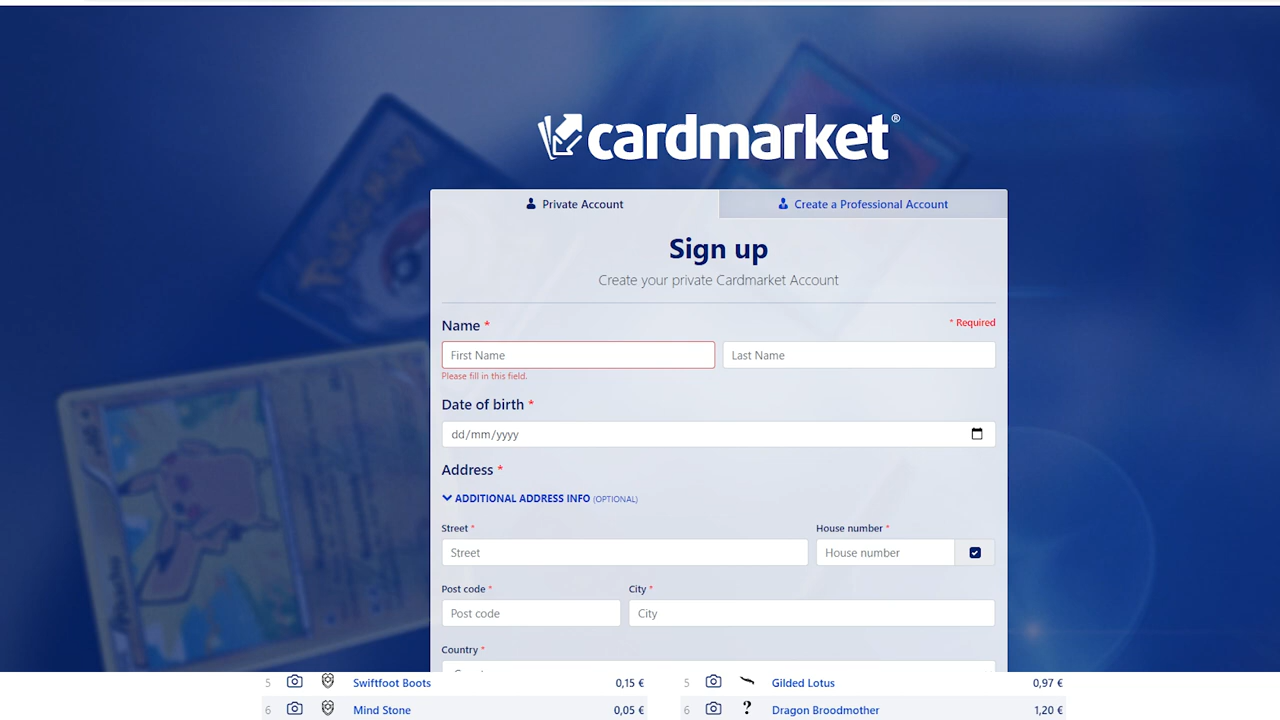 cardmarket®
Private Account
Create a Professional Account
Sign up
Create your private Cardmarket Account
Name *
* Required
First Name
Last Name
Please fill in this field.
Date of birth *
dd/mm/yyyy
Address *
ADDITIONAL ADDRESS INFO (OPTIONAL)
Street *
House number *
Street
House number
Post code *
City *
Post code
City
Country *
5 Swiftfoot Boots 0,15 €
5 Gilded Lotus 0,97 €
6 Mind Stone 0,05 €
6 ? Dragon Broodmother 1,20 €
Pokémon
Pikachu